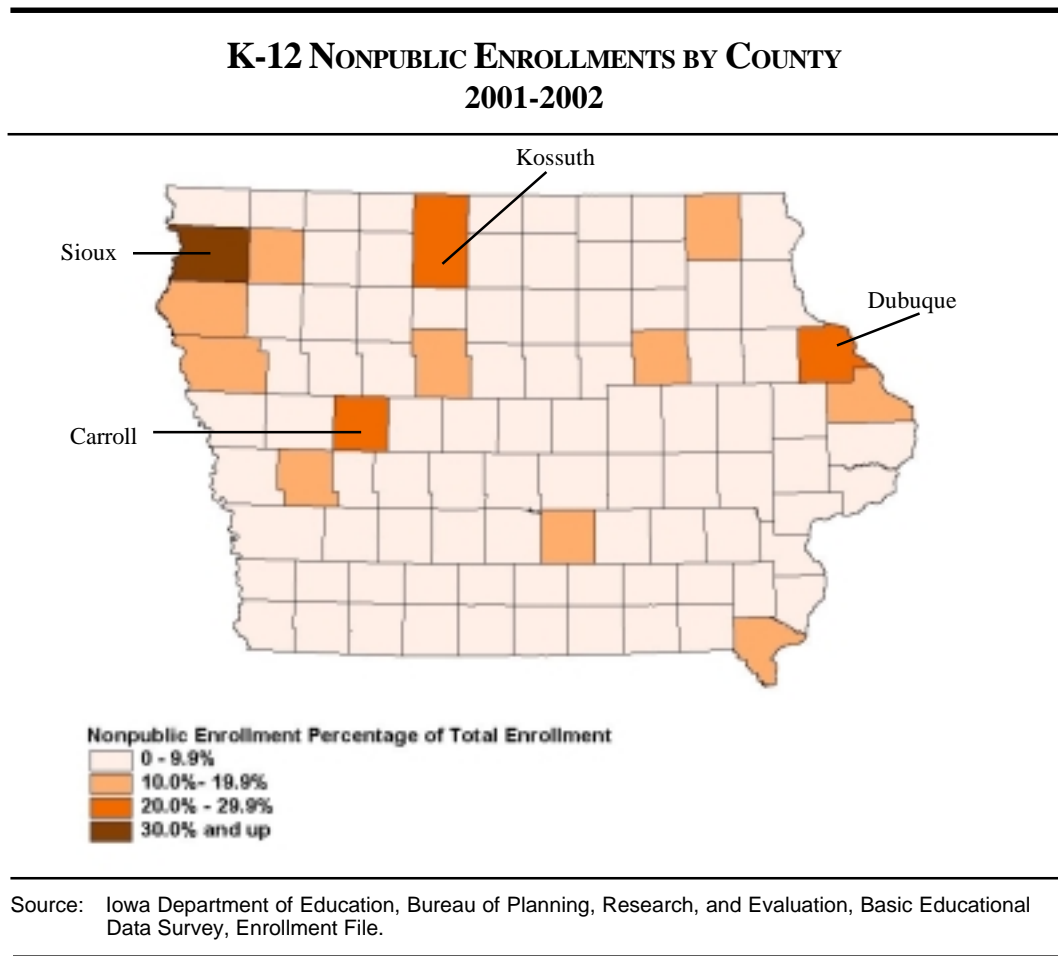 K-12 NONPUBLIC ENROLLMENTS BY COUNTY
2001-2002
Kossuth
Sioux
Dubuque
Carroll
Nonpublic Enrollment Percentage of Total Enrollment
0 - 9.9%
10.0%- 19.9%
20.0% - 29.9%
30.0% and up
Source: Iowa Department of Education, Bureau of Planning, Research, and Evaluation, Basic Educational
Data Survey, Enrollment File.